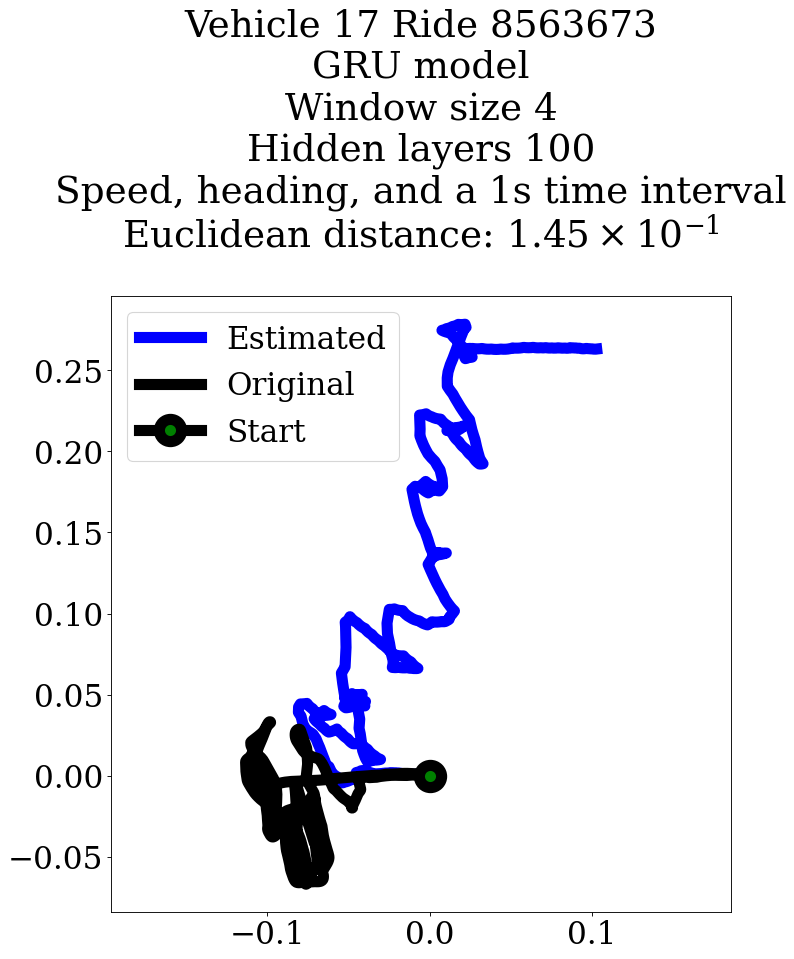 Vehicle 17 Ride 8563673
GRU model
Window size 4
Hidden layers 100
Speed, heading, and a 1s time interval
Euclidean distance: 1.45 × 10⁻¹
Estimated
Original
Start
0.25
0.20
0.15
0.10
0.05
0.00
−0.05
−0.1 0.0 0.1